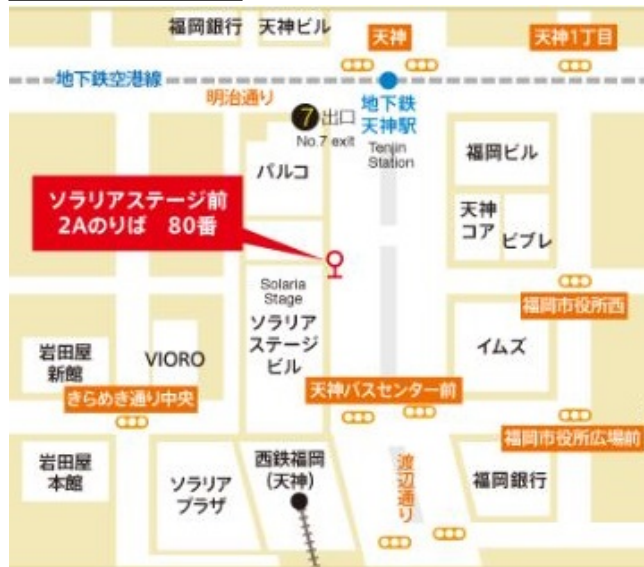 福岡銀行
天神ビル
天神
天神1丁目
地下鉄空港線
明治通り
7 出口
No.7 exit
地下鉄
天神駅
Tenjin
Station
パルコ
福岡ビル
ソラリアステージ前
2Aのりば 80番
天神
コア
ビブレ
Solaria
Stage
ソラリア
ステージ
ビル
福岡市役所西
イムズ
岩田屋
新館
VIORO
きらめき通り中央
天神バスセンター前
福岡市役所広場前
岩田屋
本館
ソラリア
プラザ
西鉄福岡
(天神)
渡辺通り
福岡銀行